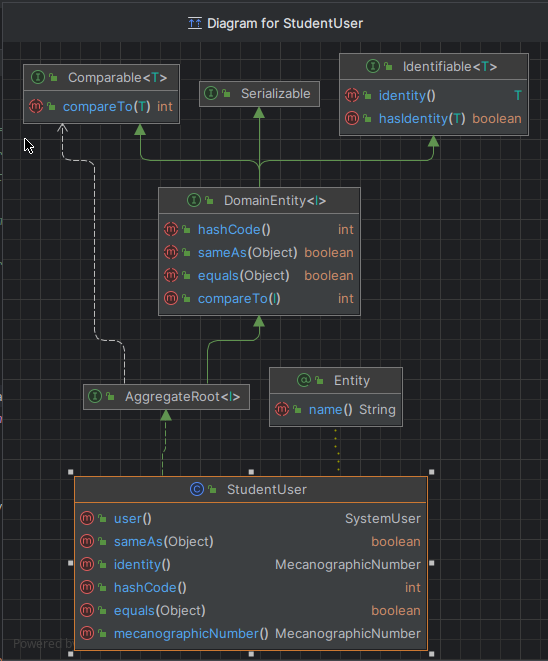 Diagram for StudentUser
Comparable<T>
compareTo(T) int
Serializable
Identifiable<T>
identity() T
hasIdentity(T) boolean
DomainEntity<I>
hashCode() int
sameAs(Object) boolean
equals(Object) boolean
compareTo(I) int
AggregateRoot<I>
Entity
name() String
StudentUser
user() SystemUser
sameAs(Object) boolean
identity() MecanographicNumber
hashCode() int
equals(Object) boolean
mecanographicNumber() MecanographicNumber
Powered by